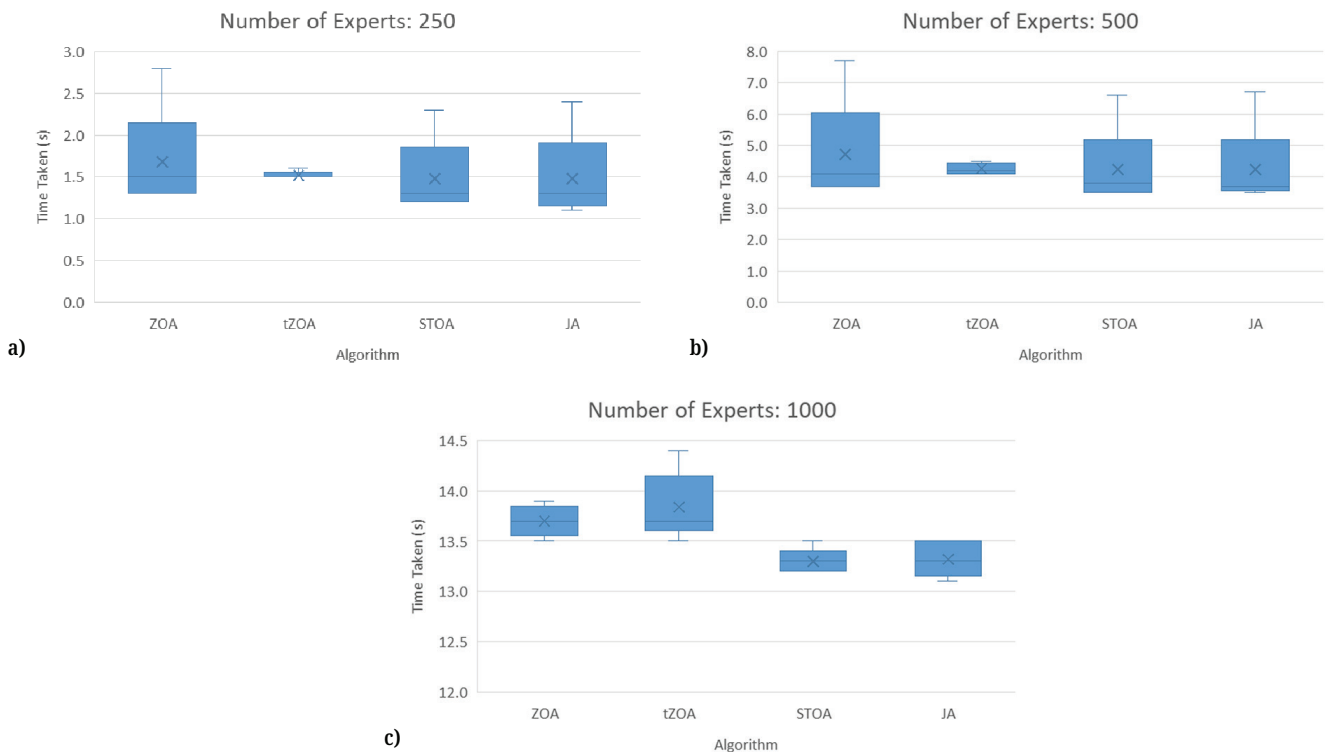 Number of Experts: 250
3.0
2.5
2.0
1.5
1.0
0.5
0.0
Time Taken (s)
ZOA tZOA STOA JA
Algorithm
a)
Number of Experts: 500
8.0
7.0
6.0
5.0
4.0
3.0
2.0
1.0
0.0
Time Taken (s)
ZOA tZOA STOA JA
Algorithm
b)
Number of Experts: 1000
14.5
14.0
13.5
13.0
12.5
12.0
Time Taken (s)
ZOA tZOA STOA JA
Algorithm
c)